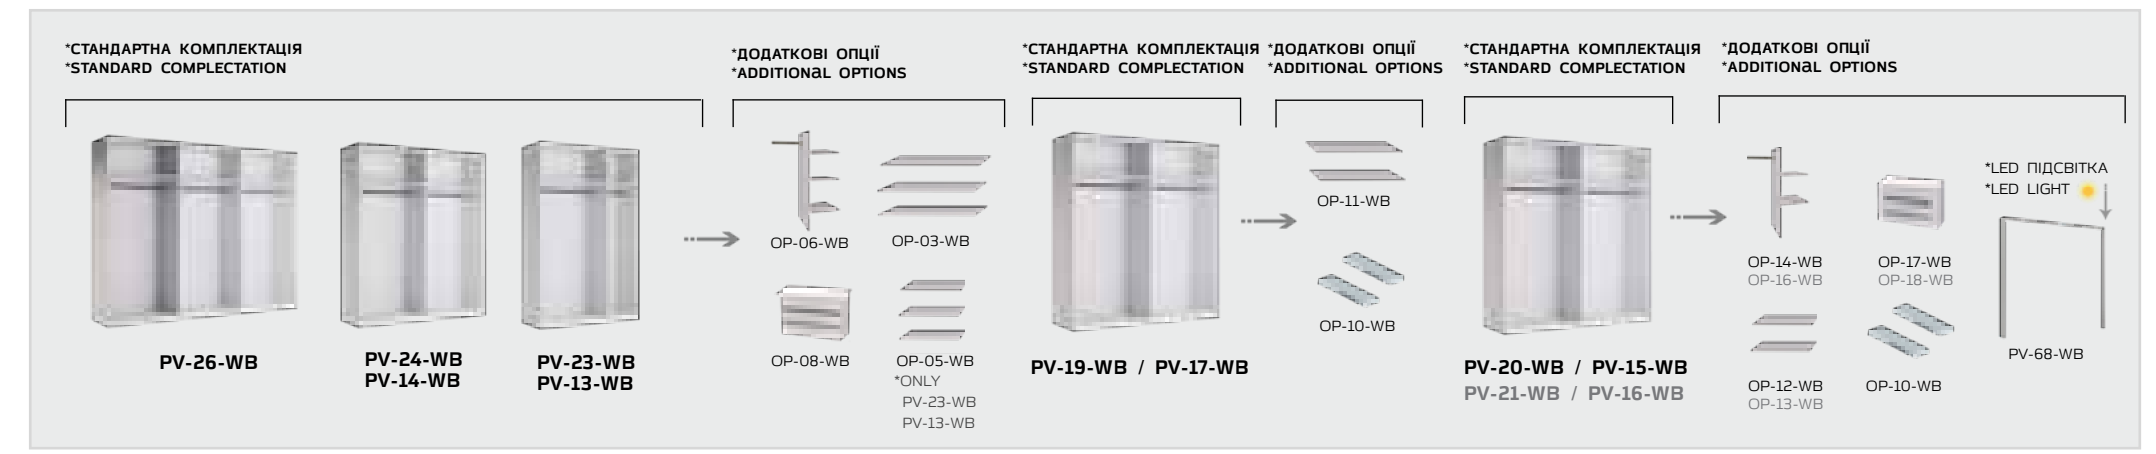 *СТАНДАРТНА КОМПЛЕКТАЦІЯ
*STANDARD COMPLECTATION
PV-26-WB
PV-24-WB
PV-14-WB
PV-23-WB
PV-13-WB
*ДОДАТКОВІ ОПЦІЇ
*ADDITIONAL OPTIONS
OP-06-WB
OP-03-WB
OP-08-WB
OP-05-WB
*ONLY
PV-23-WB
PV-13-WB
*СТАНДАРТНА КОМПЛЕКТАЦІЯ
*STANDARD COMPLECTATION
PV-19-WB / PV-17-WB
*ДОДАТКОВІ ОПЦІЇ
*ADDITIONAL OPTIONS
OP-11-WB
OP-10-WB
*СТАНДАРТНА КОМПЛЕКТАЦІЯ
*STANDARD COMPLECTATION
PV-20-WB / PV-15-WB
PV-21-WB / PV-16-WB
*ДОДАТКОВІ ОПЦІЇ
*ADDITIONAL OPTIONS
OP-14-WB
OP-16-WB
OP-17-WB
OP-18-WB
*LED ПІДСВІТКА
*LED LIGHT
OP-12-WB
OP-13-WB
OP-10-WB
PV-68-WB